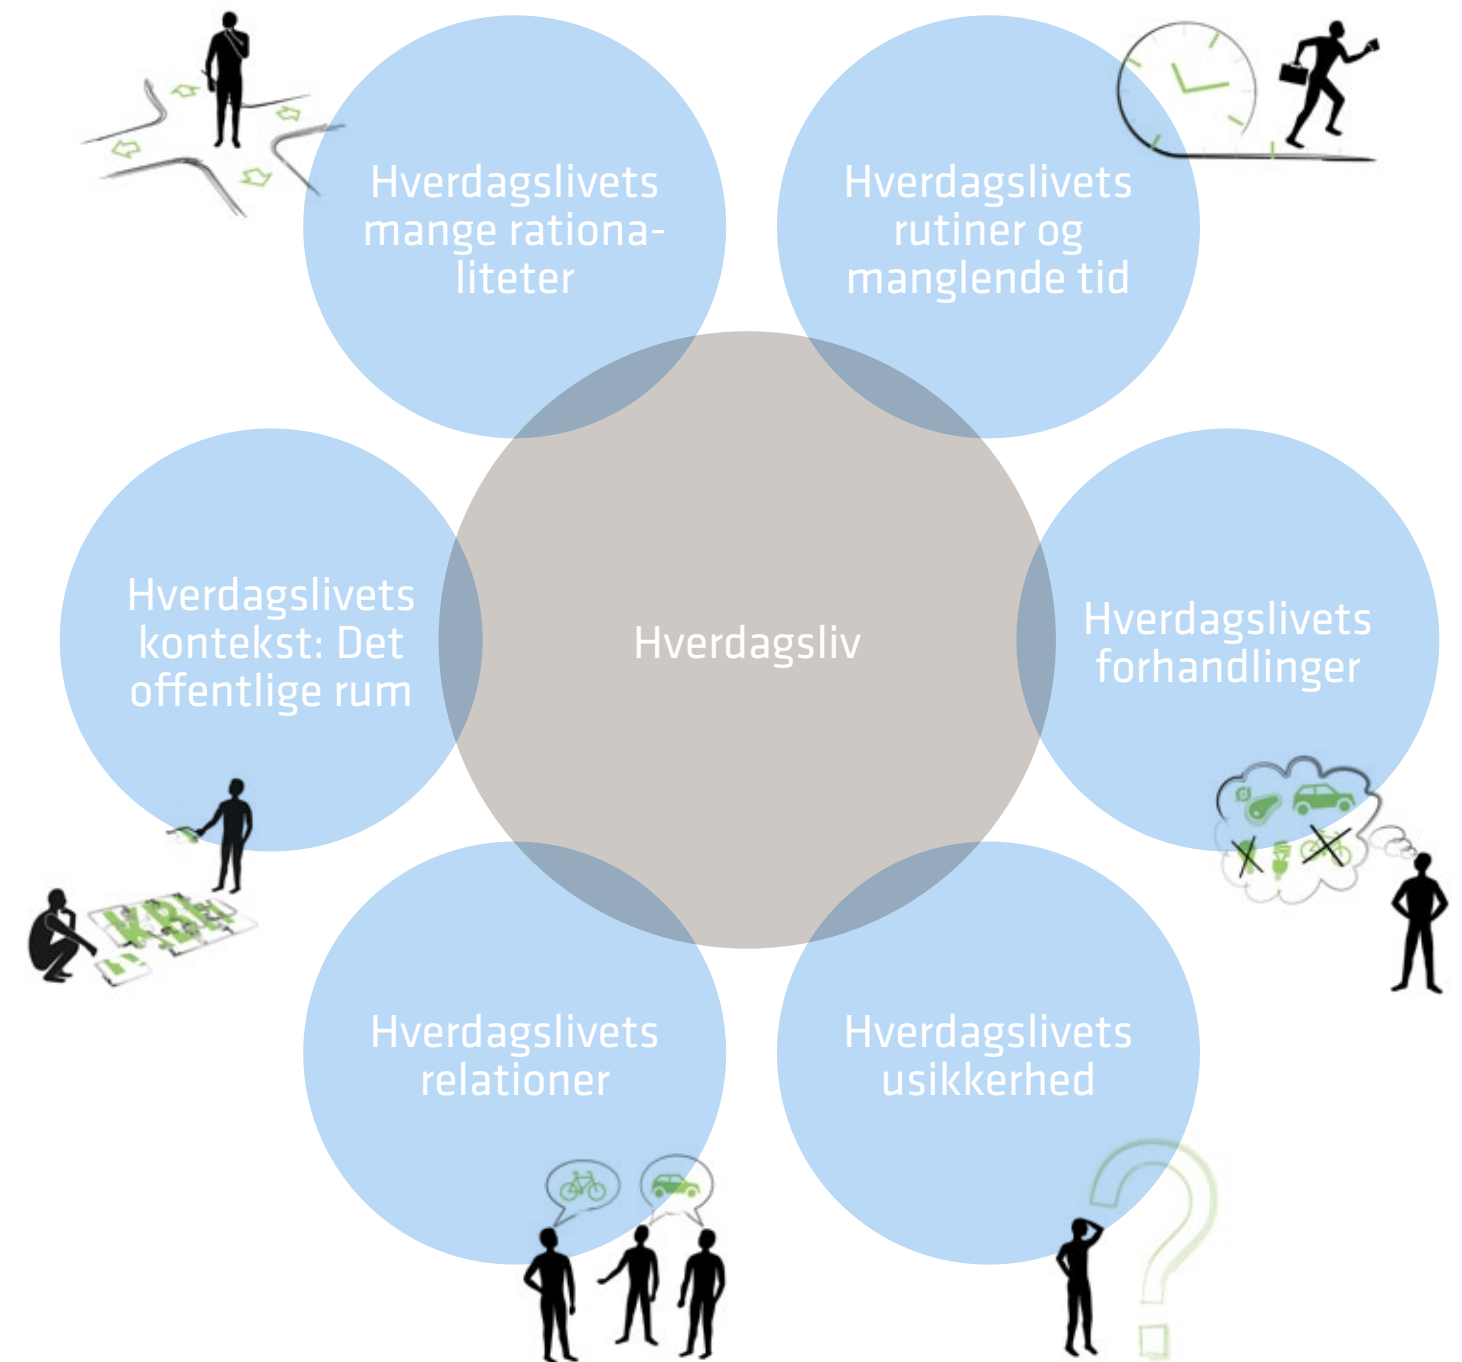 Hverdagslivets
mange rationa-
liteter
Hverdagslivets
rutiner og
manglende tid
Hverdagslivets
kontekst: Det
offentlige rum
Hverdagsliv
Hverdagslivets
forhandlinger
Hverdagslivets
relationer
Hverdagslivets
usikkerhed
KBH
?